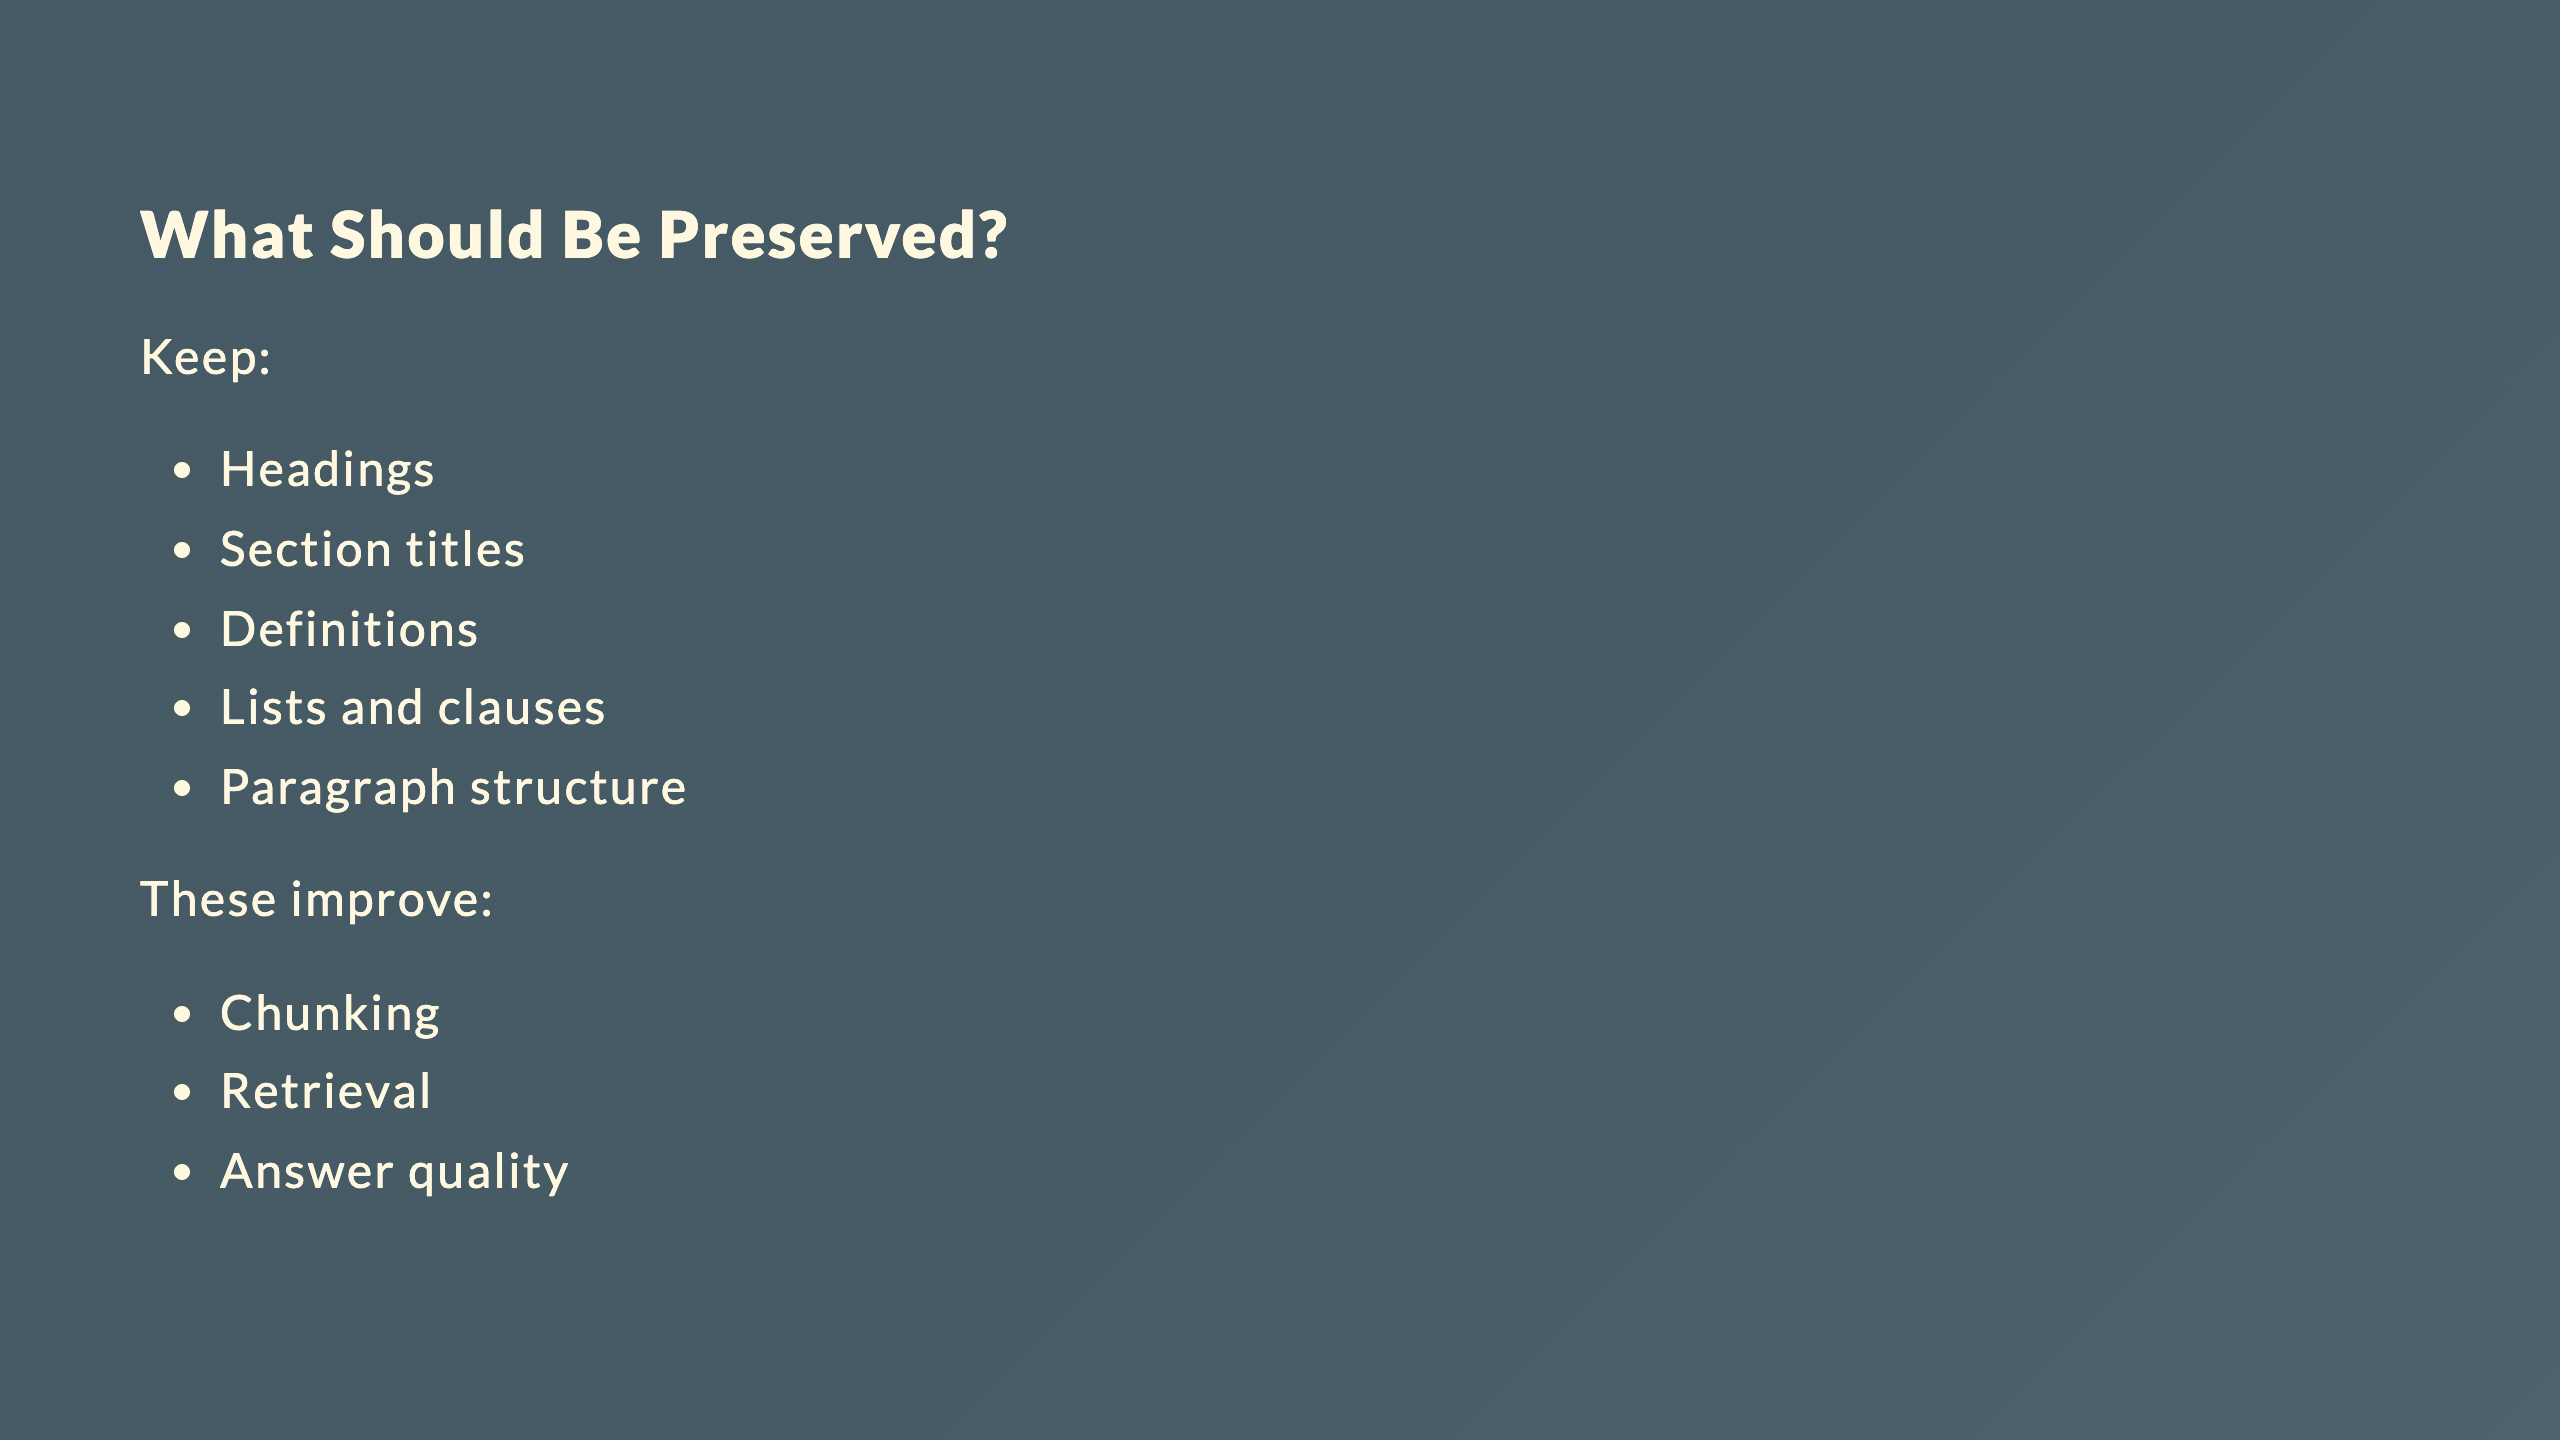 What Should Be Preserved?
Keep:
Headings
Section titles
Definitions
Lists and clauses
Paragraph structure
These improve:
Chunking
Retrieval
Answer quality